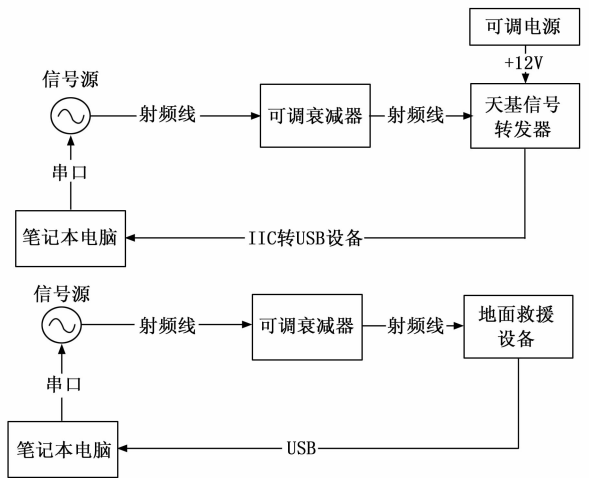 可调电源
+12V
信号源
射频线
可调衰减器
射频线
天基信号
转发器
串口
笔记本电脑
IIC转USB设备
信号源
射频线
可调衰减器
射频线
地面救援
设备
串口
笔记本电脑
USB